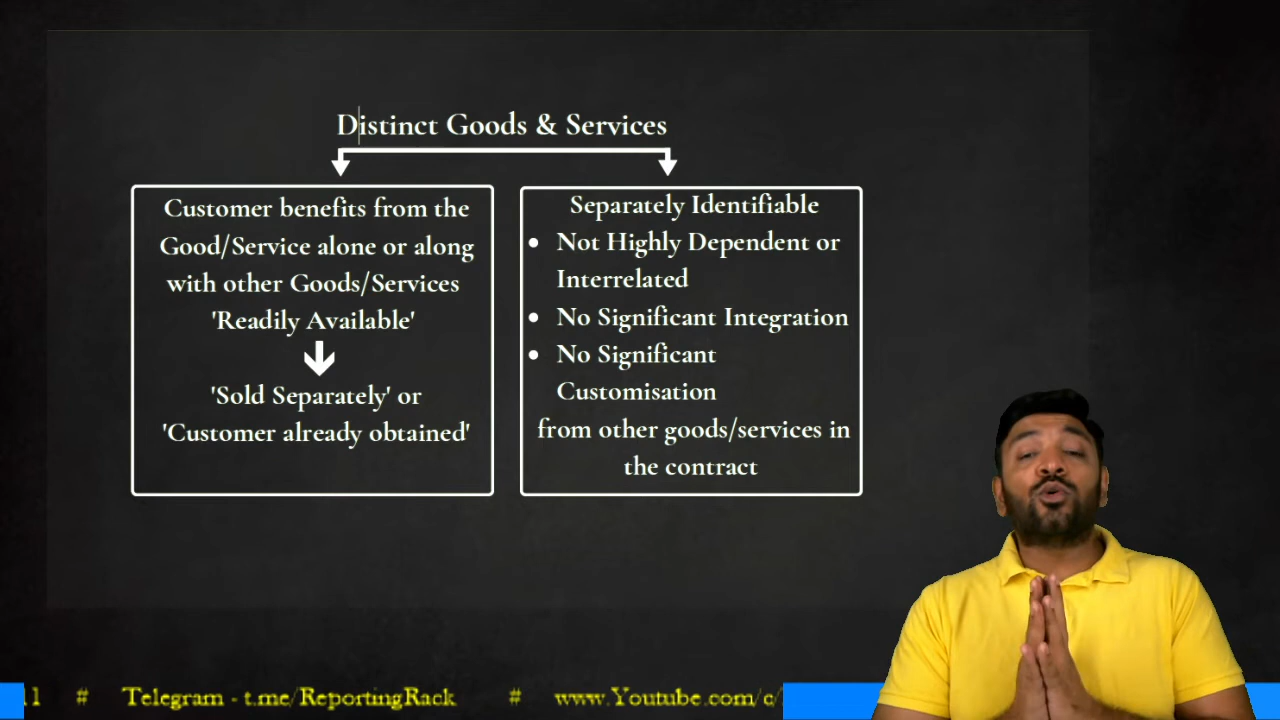 Distinct Goods & Services
Customer benefits from the
Good/Service alone or along
with other Goods/Services
'Readily Available'
'Sold Separately' or
'Customer already obtained'
Separately Identifiable
• Not Highly Dependent or
Interrelated
• No Significant Integration
• No Significant
Customisation
from other goods/services in
the contract
# Telegram - t.me/ReportingRack # www.Youtube.com/c/